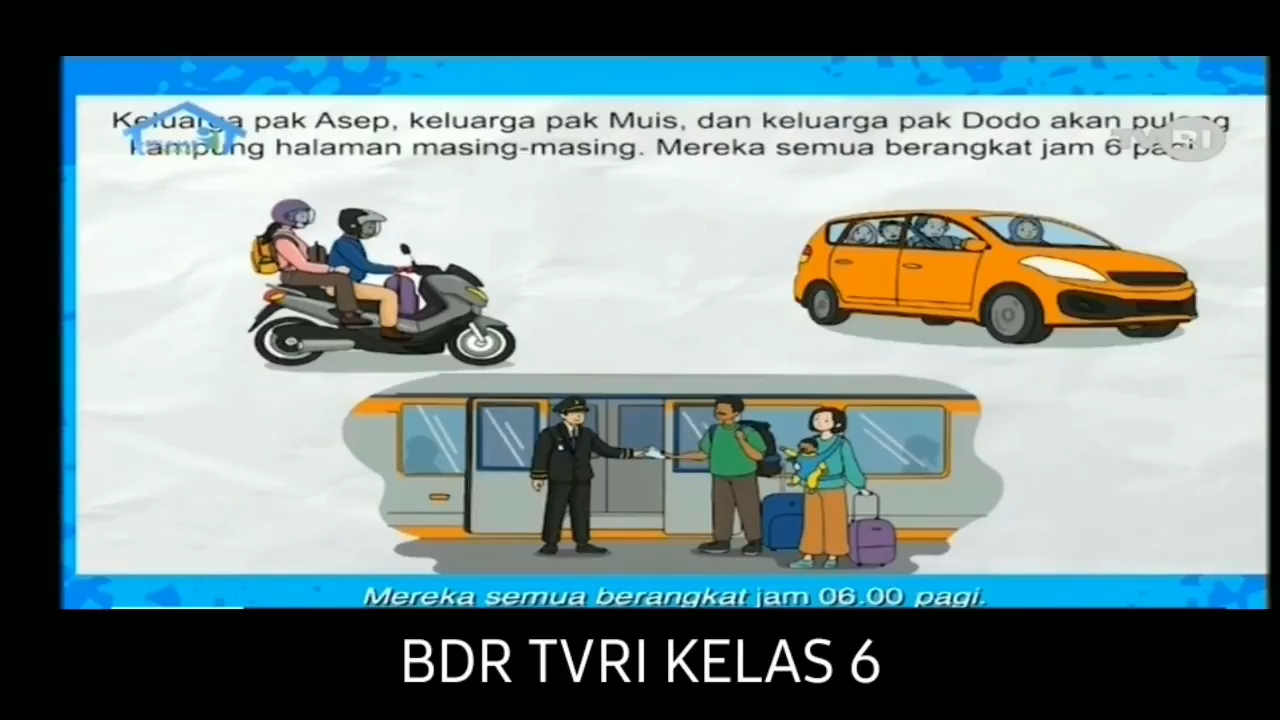 Keluarga pak Asep, keluarga pak Muis, dan keluarga pak Dodo akan pulang
kampung halaman masing-masing. Mereka semua berangkat jam 6 pagi.
TVRI
Mereka semua berangkat jam 06.00 pagi.
BDR TVRI KELAS 6